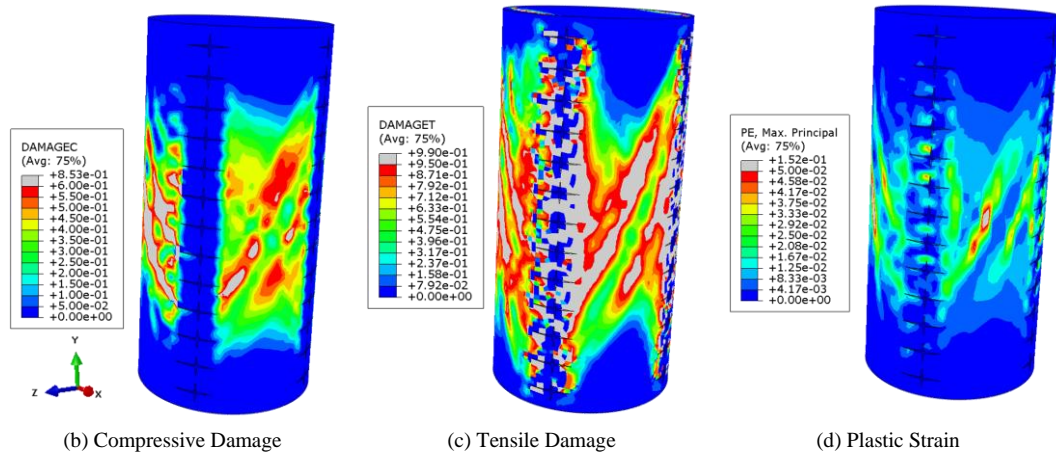 DAMAGEC
(Avg: 75%)
+8.53e-01
+6.00e-01
+5.50e-01
+5.00e-01
+4.50e-01
+4.00e-01
+3.50e-01
+3.00e-01
+2.50e-01
+2.00e-01
+1.50e-01
+1.00e-01
+5.00e-02
+0.00e+00
Y
Z
X
(b) Compressive Damage
DAMAGET
(Avg: 75%)
+9.90e-01
+9.50e-01
+8.71e-01
+7.92e-01
+7.12e-01
+6.33e-01
+5.54e-01
+4.75e-01
+3.96e-01
+3.17e-01
+2.37e-01
+1.58e-01
+7.92e-02
+0.00e+00
(c) Tensile Damage
PE, Max. Principal
(Avg: 75%)
+1.52e-01
+5.00e-02
+4.58e-02
+4.17e-02
+3.75e-02
+3.33e-02
+2.92e-02
+2.50e-02
+2.08e-02
+1.67e-02
+1.25e-02
+8.33e-03
+4.17e-03
+0.00e+00
(d) Plastic Strain